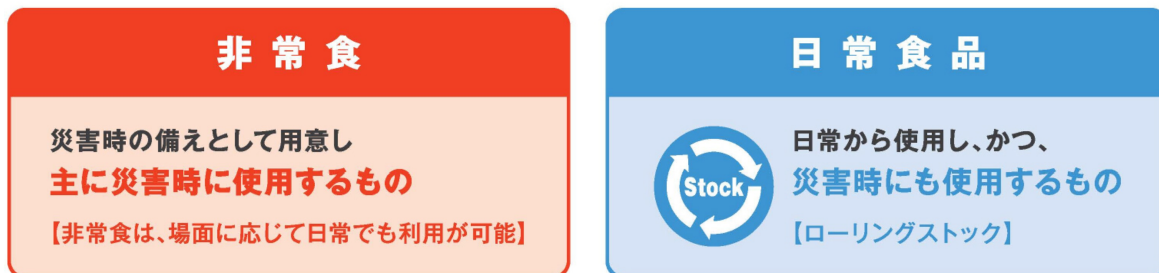 非常食
災害時の備えとして用意し
主に災害時に使用するもの
【非常食は、場面に応じて日常でも利用が可能】
日常食品
Stock
日常から使用し、かつ、
災害時にも使用するもの
【ローリングストック】